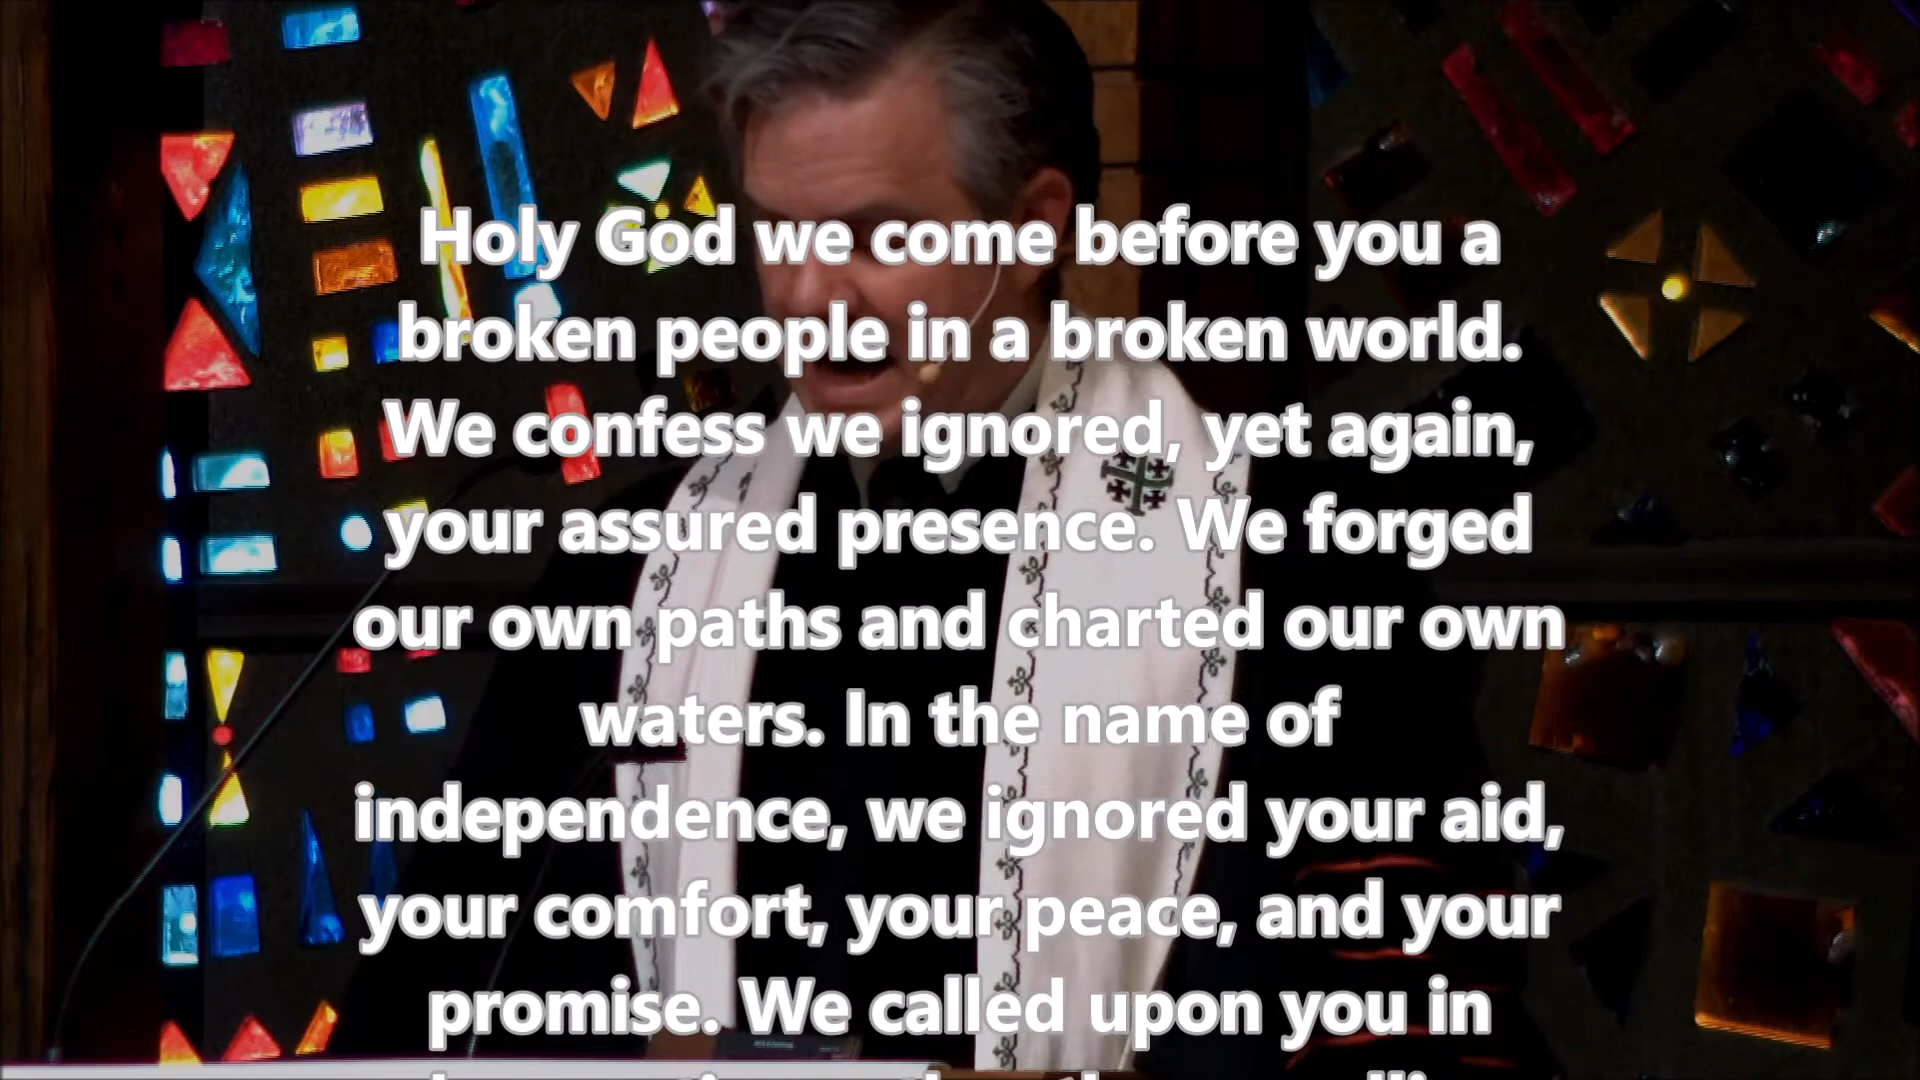 Holy God we come before you a
broken people in a broken world.
We confess we ignored, yet again,
your assured presence. We forged
our own paths and charted our own
waters. In the name of
independence, we ignored your aid,
your comfort, your peace, and your
promise. We called upon you in